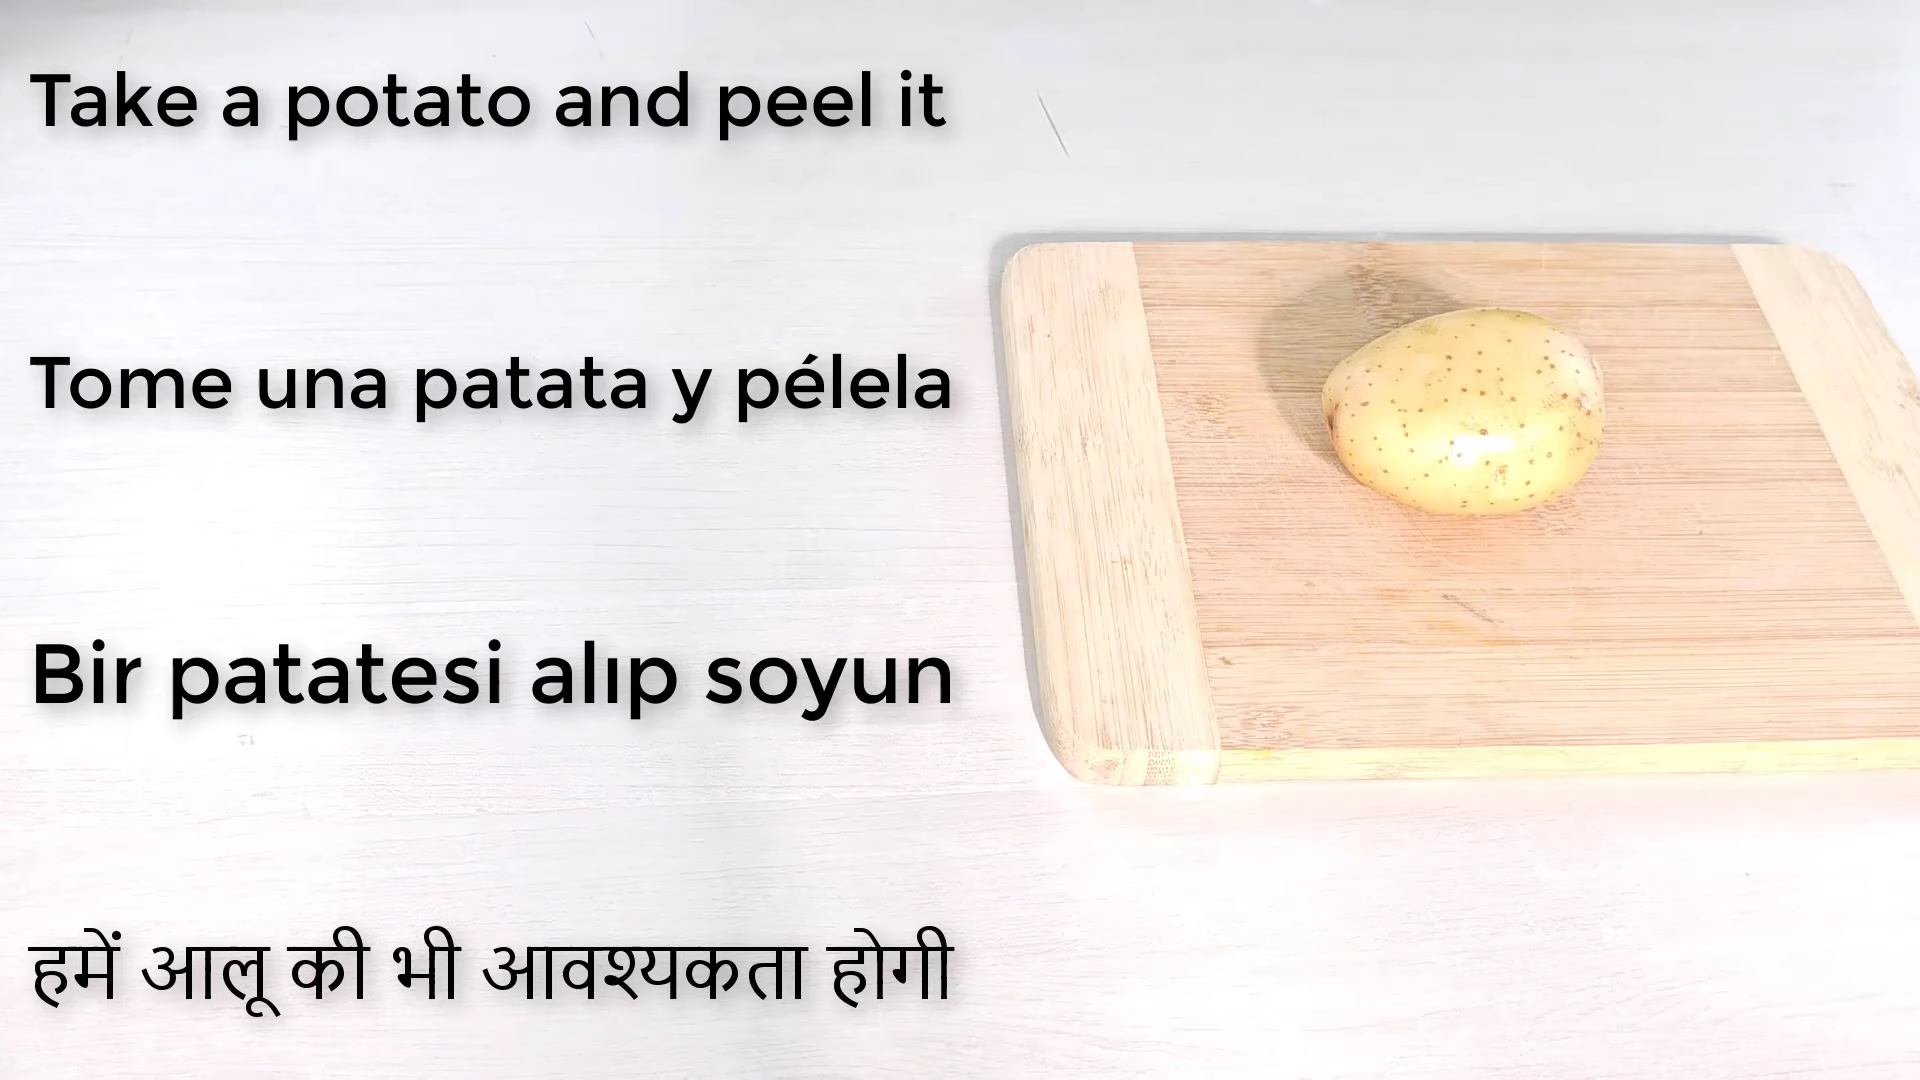 Take a potato and peel it
Tome una patata y pélela
Bir patatesi alıp soyun
हमें आलू की भी आवश्यकता होगी